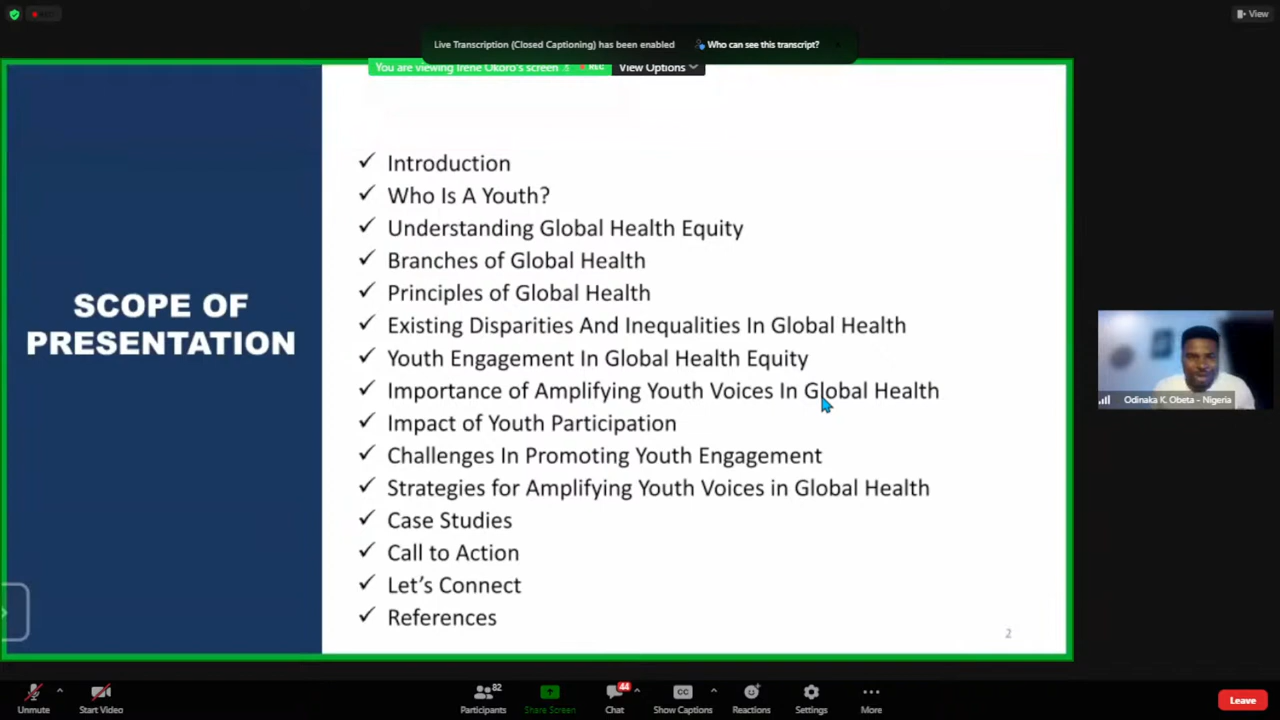 View
Live Transcription (Closed Captioning) has been enabled
Who can see this transcript?
You are viewing Irene Okoro's screen
REC
View Options
SCOPE OF
PRESENTATION
✓ Introduction
✓ Who Is A Youth?
✓ Understanding Global Health Equity
✓ Branches of Global Health
✓ Principles of Global Health
✓ Existing Disparities And Inequalities In Global Health
✓ Youth Engagement In Global Health Equity
✓ Importance of Amplifying Youth Voices In Global Health
✓ Impact of Youth Participation
✓ Challenges In Promoting Youth Engagement
✓ Strategies for Amplifying Youth Voices in Global Health
✓ Case Studies
✓ Call to Action
✓ Let’s Connect
✓ References
2
Odinaka K. Obeta - Nigeria
Unmute
Start Video
82
Participants
Share Screen
44
Chat
CC
Show Captions
Reactions
Settings
More
Leave